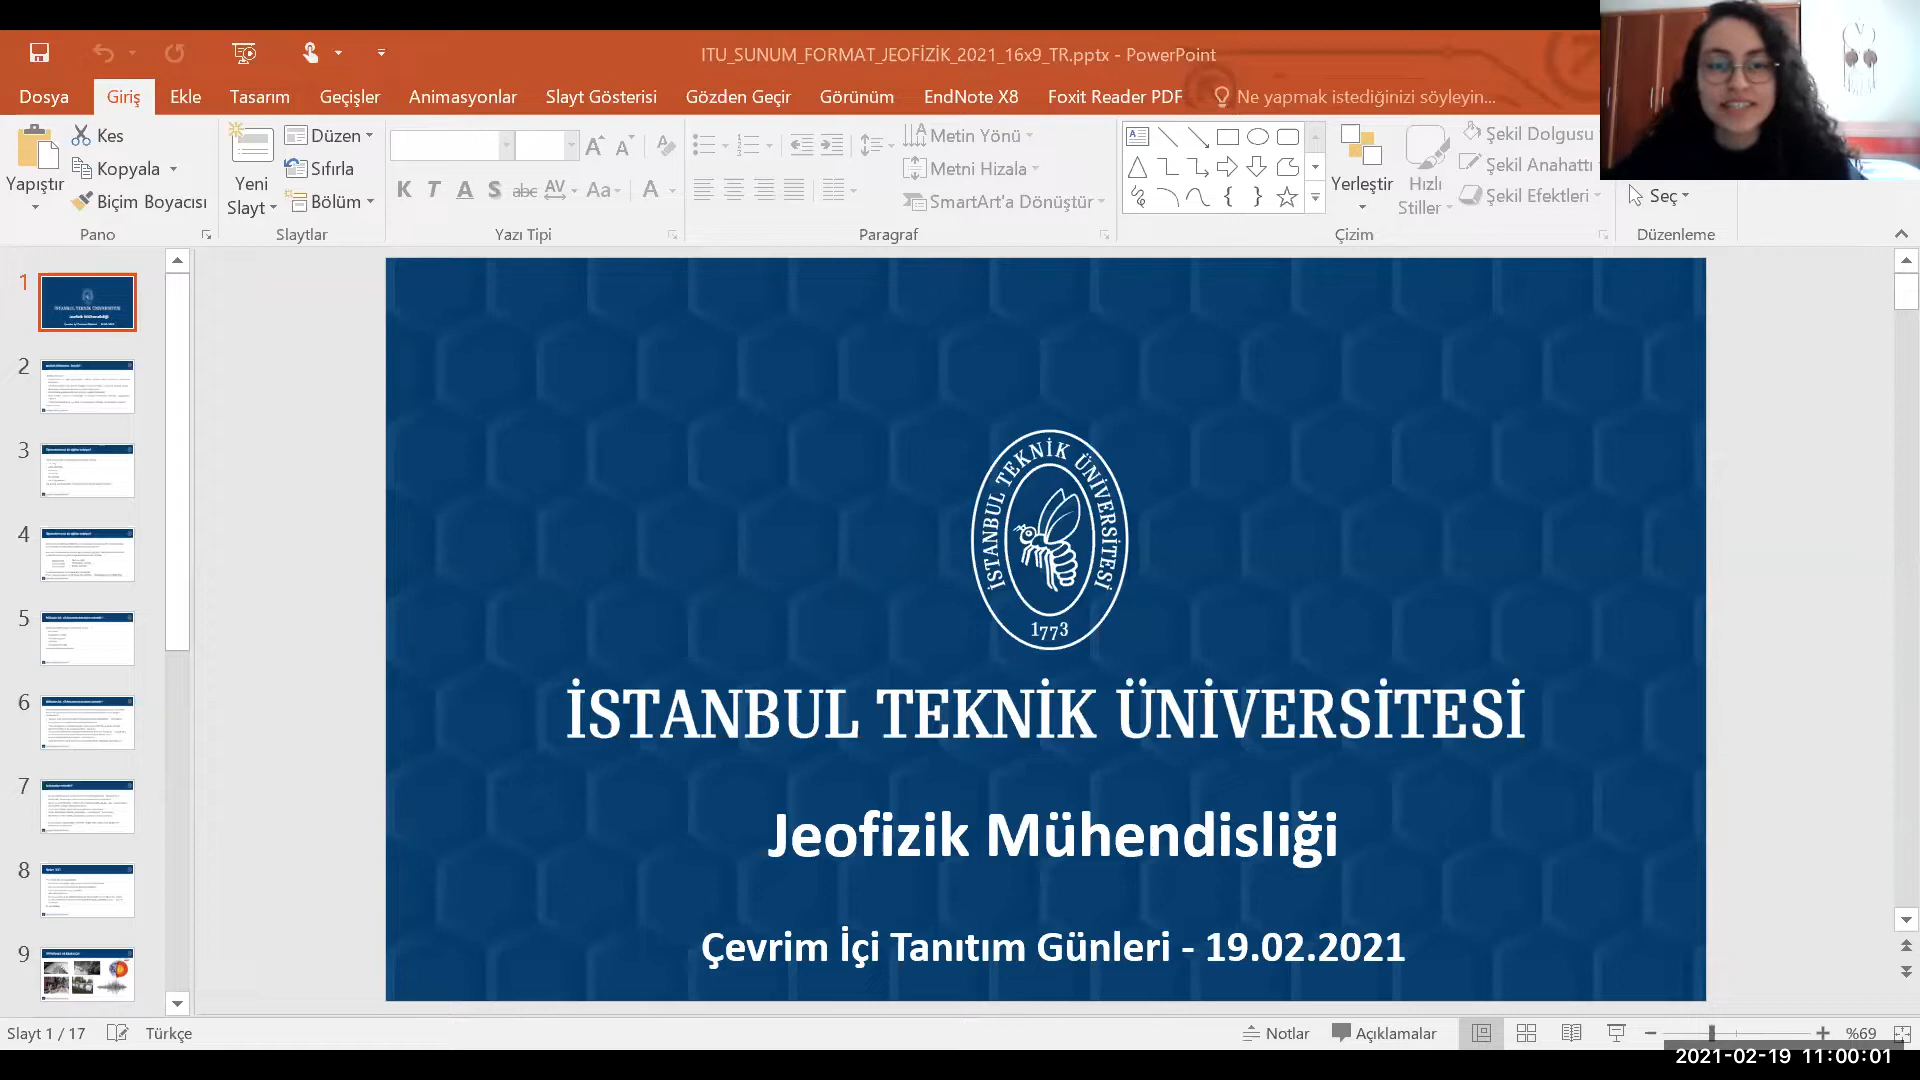 ITU_SUNUM_FORMAT_JEOFİZİK_2021_16x9_TR.pptx - PowerPoint
Dosya Giriş Ekle Tasarım Geçişler Animasyonlar Slayt Gösterisi Gözden Geçir Görünüm EndNote X8 Foxit Reader PDF Ne yapmak istediğinizi söyleyin...
Yapıştır
Kes
Kopyala
Biçim Boyacısı
Pano
Yeni
Slayt
Düzen
Sıfırla
Bölüm
Slaytlar
K T A S abc AV Aa A
Yazı Tipi
Metin Yönü
Metni Hizala
SmartArt'a Dönüştür
Paragraf
Yerleştir
Hızlı
Stiller
Şekil Dolgusu
Şekil Anahattı
Şekil Efektleri
Çizim
Seç
Düzenleme
1
2
3
4
5
6
7
8
9
İSTANBUL TEKNİK ÜNİVERSİTESİ
1773
İSTANBUL TEKNİK ÜNİVERSİTESİ
Jeofizik Mühendisliği
Çevrim İçi Tanıtım Günleri - 19.02.2021
Slayt 1 / 17 Türkçe Notlar Açıklamalar %69
2021-02-19 11:00:01